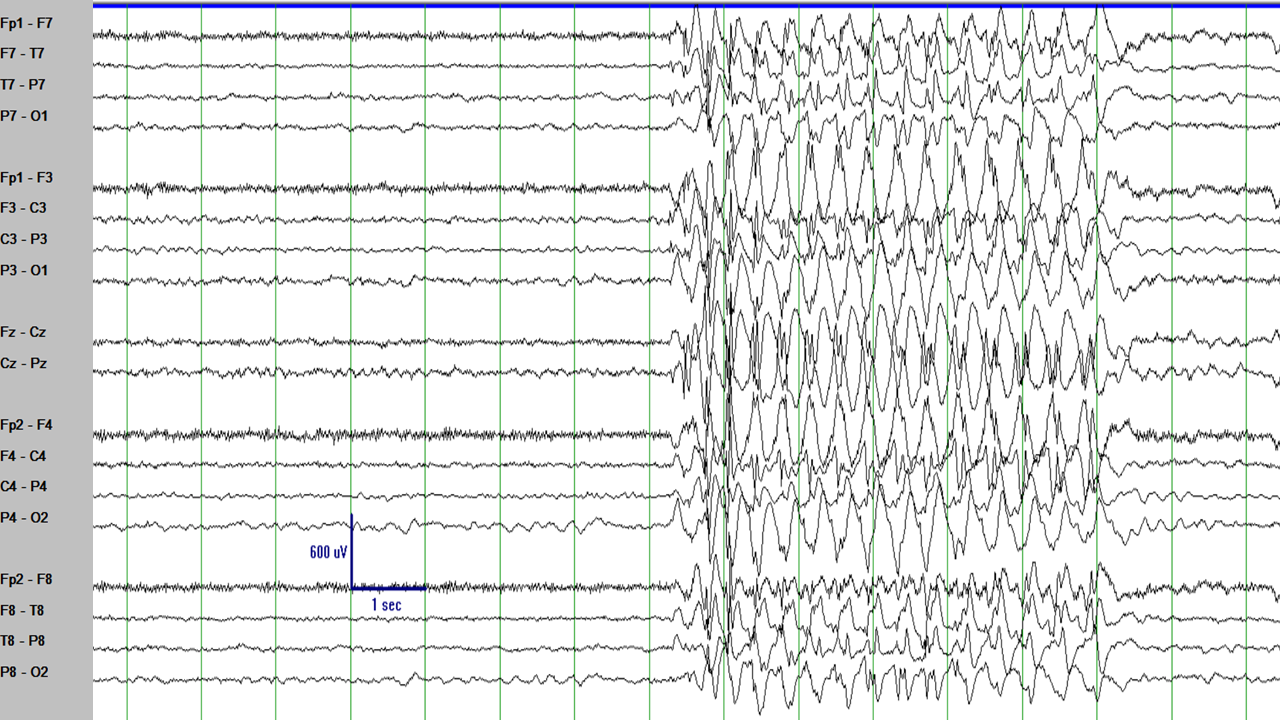 Fp1 - F7
F7 - T7
T7 - P7
P7 - O1
Fp1 - F3
F3 - C3
C3 - P3
P3 - O1
Fz - Cz
Cz - Pz
Fp2 - F4
F4 - C4
C4 - P4
P4 - O2
600 uV
Fp2 - F8
1 sec
F8 - T8
T8 - P8
P8 - O2